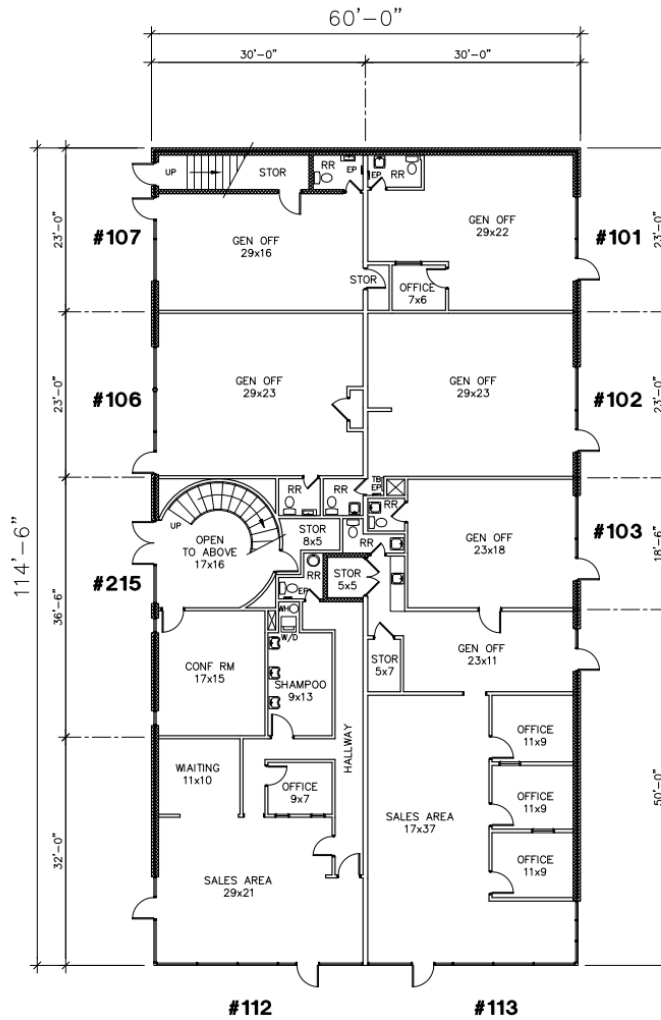 60'-0"
30'-0"
30'-0"
114'-6"
23'-0"
#107
UP
STOR
RR
EP
EP
RR
GEN OFF
29x16
GEN OFF
29x22
#101
23'-0"
STOR
OFFICE
7x6
23'-0"
#106
GEN OFF
29x23
GEN OFF
29x23
#102
23'-0"
36'-6"
#215
UP
OPEN
TO ABOVE
17x16
RR
RR
TB
EP
RR
STOR
8x5
RR
GEN OFF
23x18
#103
18'-6"
RR
EP
STOR
5x5
WH
W/D
CONF RM
17x15
SHAMPOO
9x13
STOR
5x7
GEN OFF
23x11
HALLWAY
32'-0"
WIAITING
11x10
OFFICE
9x7
SALES AREA
29x21
SALES AREA
17x37
OFFICE
11x9
OFFICE
11x9
OFFICE
11x9
50'-0"
#112
#113